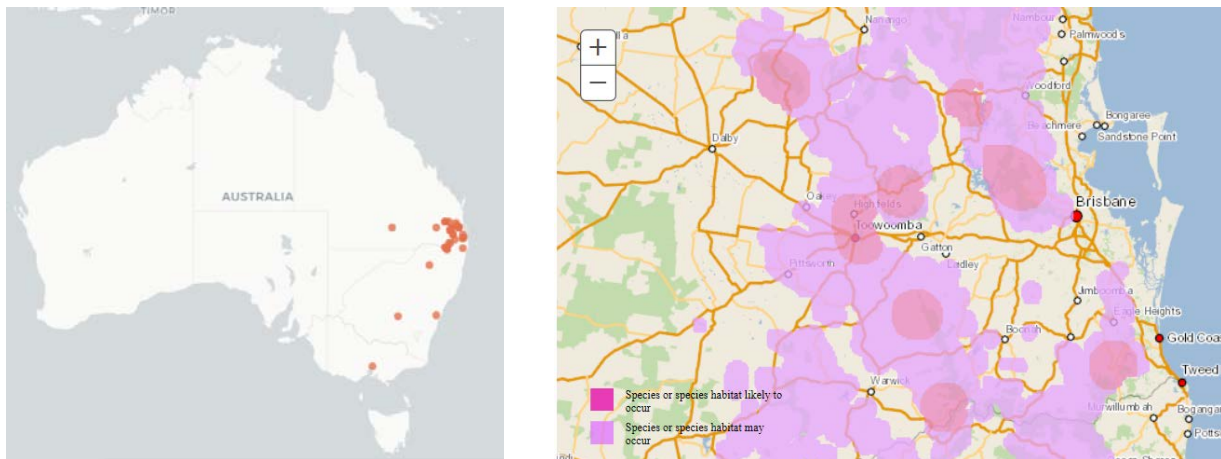 TIMOR
AUSTRALIA
+
−
Nanango
Nambour
Palmwoods
Woodford
Beachmere
Bongaree
Sandstone Point
Dalby
Oakey
Highfields
Brisbane
Toowoomba
Gatton
Laidley
Pittsworth
Jimboomba
Eagle Heights
Boonah
Gold Coas
Tweed
Warwick
Murwillumbah
Bogangar
Potts
Species or species habitat likely to
occur
Species or species habitat may
occur